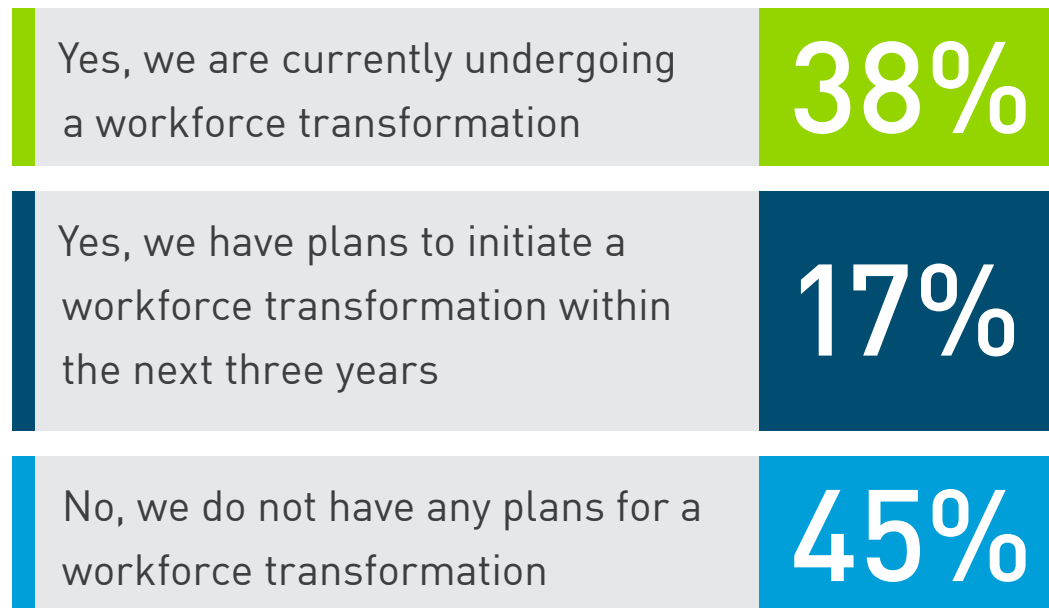 Yes, we are currently undergoing
a workforce transformation
38%
Yes, we have plans to initiate a
workforce transformation within
the next three years
17%
No, we do not have any plans for a
workforce transformation
45%